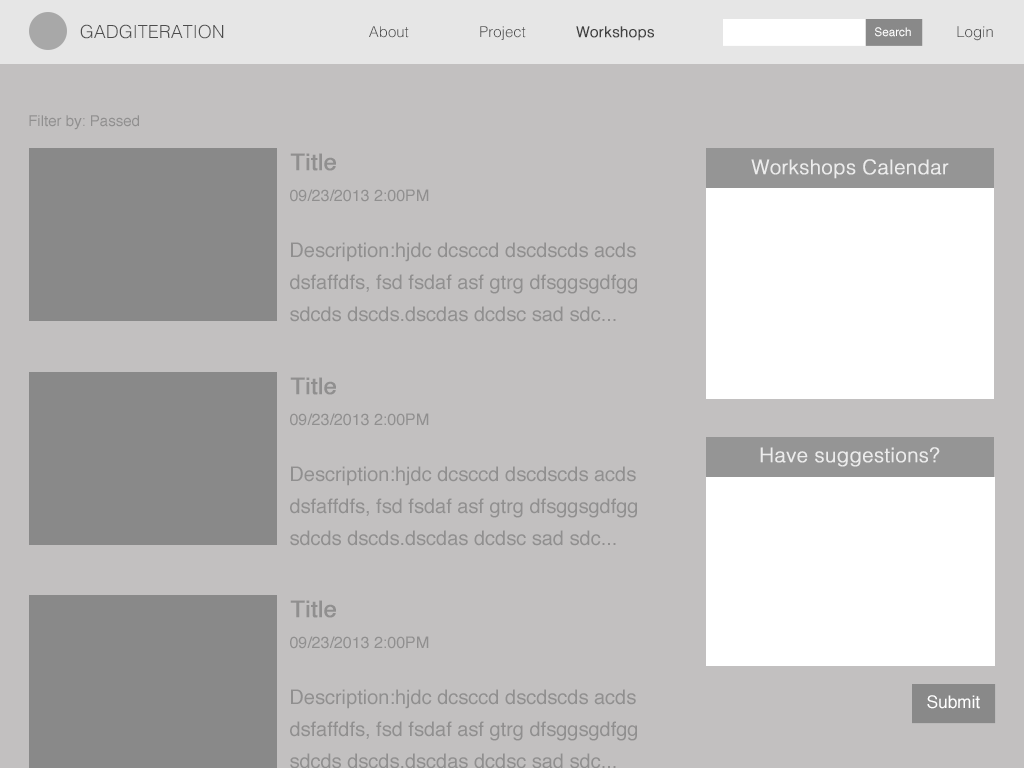 GADGITERATION
About
Project
Workshops
Search
Login
Filter by: Passed
Title
09/23/2013 2:00PM
Description:hjdc dcsccd dscdscds acds
dsfaffdfs, fsd fsdaf asf gtrg dfsggsgdfgg
sdcds dscds.dscdas dcdsc sad sdc...
Title
09/23/2013 2:00PM
Description:hjdc dcsccd dscdscds acds
dsfaffdfs, fsd fsdaf asf gtrg dfsggsgdfgg
sdcds dscds.dscdas dcdsc sad sdc...
Title
09/23/2013 2:00PM
Description:hjdc dcsccd dscdscds acds
dsfaffdfs, fsd fsdaf asf gtrg dfsggsgdfgg
sdcds dscds.dscdas dcdsc sad sdc...
Workshops Calendar
Have suggestions?
Submit